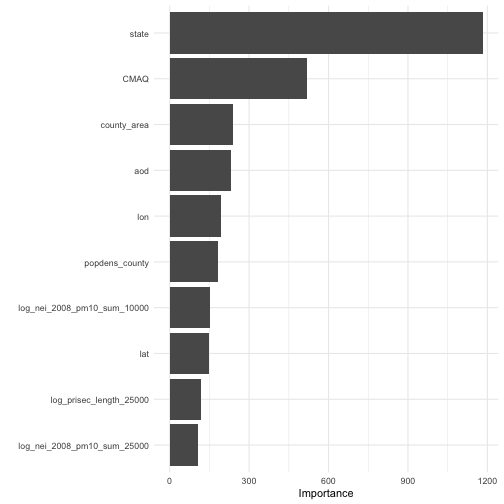 state
CMAQ
county_area
aod
lon
popdens_county
log_nei_2008_pm10_sum_10000
lat
log_prisec_length_25000
log_nei_2008_pm10_sum_25000
0 300 600 900 1200
Importance